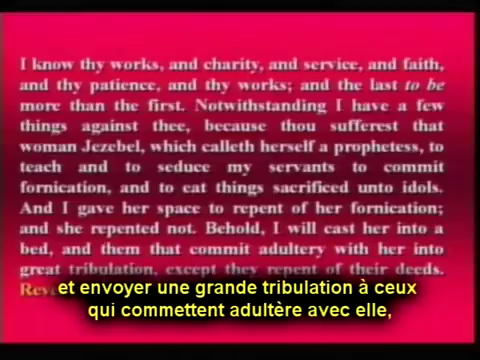 I know thy works, and charity, and service, and faith,
and thy patience, and thy works; and the last to be
more than the first. Notwithstanding I have a few
things against thee, because thou sufferest that
woman Jezebel, which calleth herself a prophetess, to
teach and to seduce my servants to commit
fornication, and to eat things sacrificed unto idols.
And I gave her space to repent of her fornication;
and she repented not. Behold, I will cast her into a
bed, and them that commit adultery with her into
great tribulation, except they repent of their deeds.
et envoyer une grande tribulation à ceux
qui commettent adultère avec elle,